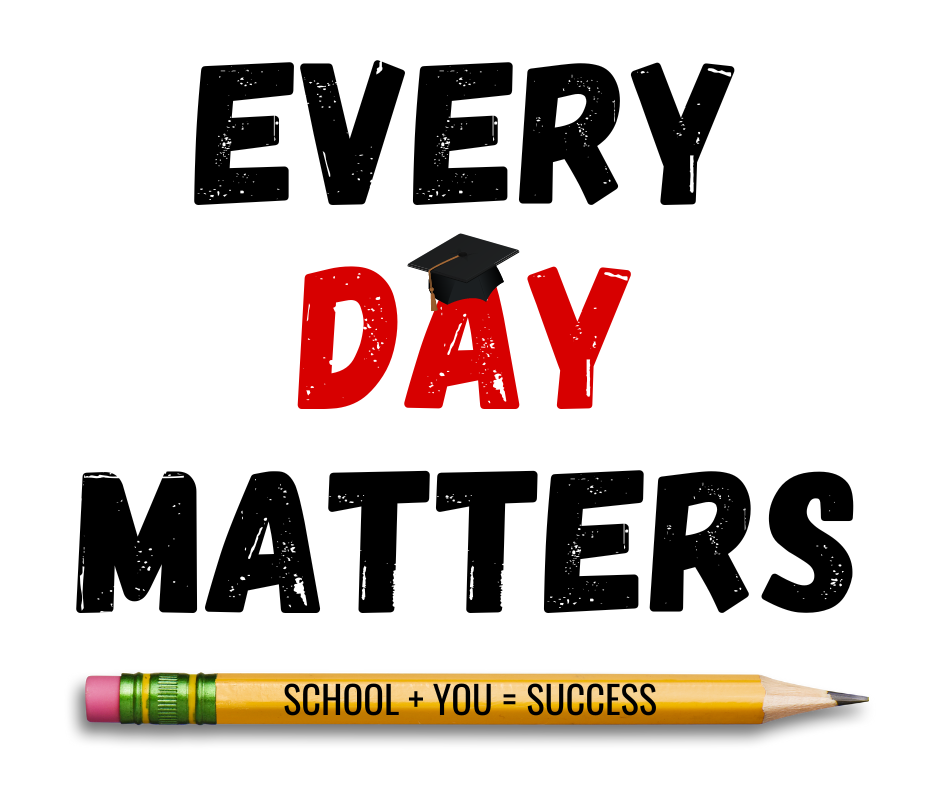 EVERY
DAY
MATTERS
SCHOOL + YOU = SUCCESS